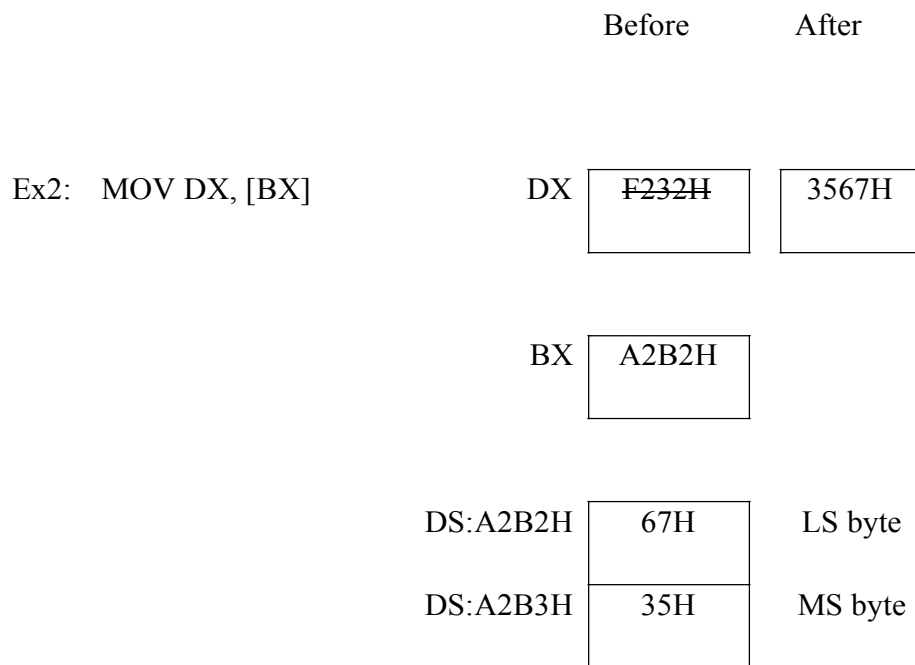 Before After
Ex2: MOV DX, [BX] DX F232H 3567H
BX A2B2H
DS:A2B2H 67H LS byte
DS:A2B3H 35H MS byte